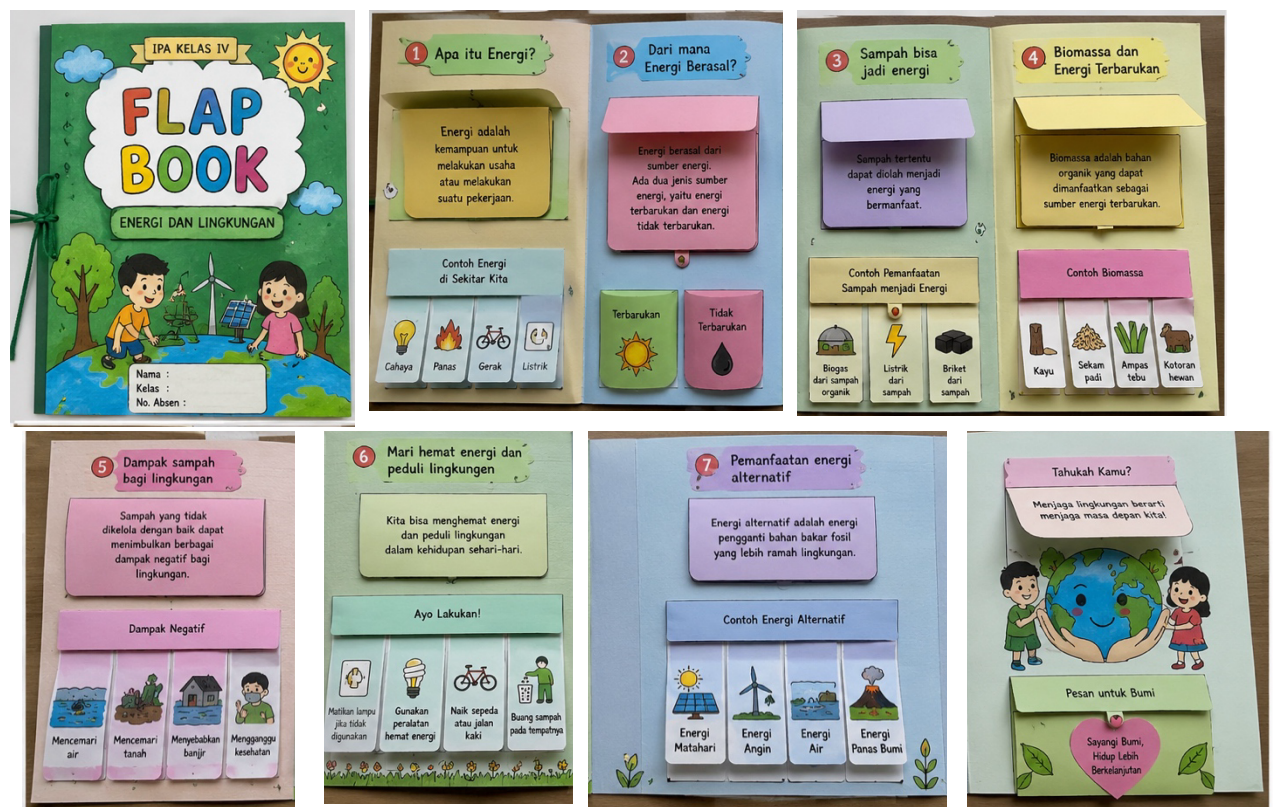 IPA KELAS IV
FLAP
BOOK
ENERGI DAN LINGKUNGAN
Nama :
Kelas :
No. Absen :
1
Apa itu Energi?
Energi adalah
kemampuan untuk
melakukan usaha
atau melakukan
suatu pekerjaan.
Contoh Energi
di Sekitar Kita
Cahaya
Panas
Gerak
Listrik
2
Dari mana
Energi Berasal?
Energi berasal dari
sumber energi.
Ada dua jenis sumber
energi, yaitu energi
terbarukan dan energi
tidak terbarukan.
Terbarukan
Tidak
Terbarukan
3
Sampah bisa
jadi energi
Sampah tertentu
dapat diolah menjadi
energi yang
bermanfaat.
Contoh Pemanfaatan
Sampah menjadi Energi
Biogas
dari sampah
organik
Listrik
dari
sampah
Briket
dari
sampah
4
Biomassa dan
Energi Terbarukan
Biomassa adalah bahan
organik yang dapat
dimanfaatkan sebagai
sumber energi terbarukan.
Contoh Biomassa
Kayu
Sekam
padi
Ampas
tebu
Kotoran
hewan
5
Dampak sampah
bagi lingkungan
Sampah yang tidak
dikelola dengan baik dapat
menimbulkan berbagai
dampak negatif bagi
lingkungan.
Dampak Negatif
Mencemari
air
Mencemari
tanah
Menyebabkan
banjir
Mengganggu
kesehatan
6
Mari hemat energi dan
peduli lingkungen
Kita bisa menghemat energi
dan peduli lingkungan
dalam kehidupan sehari-hari.
Ayo Lakukan!
Matikan lampu
jika tidak
digunakan
Gunakan
peralatan
hemat energi
Naik sepeda
atau jalan
kaki
Buang sampah
pada tempatnya
7
Pemanfaatan energi
alternatif
Energi alternatif adalah energi
pengganti bahan bakar fosil
yang lebih ramah lingkungan.
Contoh Energi Alternatif
Energi
Matahari
Energi
Angin
Energi
Air
Energi
Panas Bumi
Tahukah Kamu?
Menjaga lingkungan berarti
menjaga masa depan kita!
Pesan untuk Bumi
Sayangi Bumi,
Hidup Lebih
Berkelanjutan